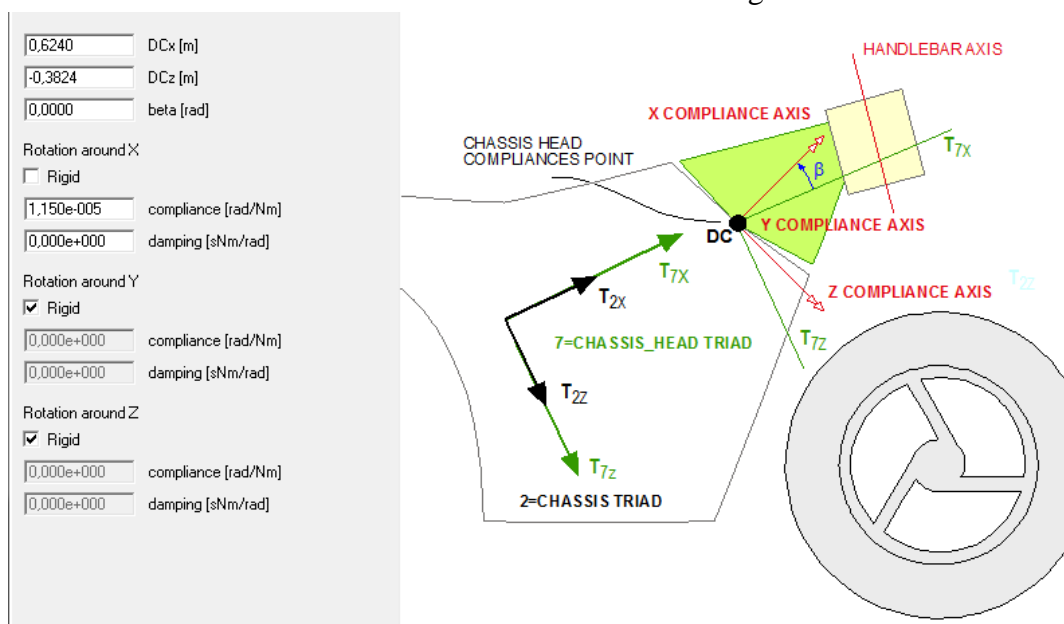 0,6240 DCx [m]
-0,3824 DCz [m]
0,0000 beta [rad]
Rotation around X
Rigid
1,150e-005 compliance [rad/Nm]
0,000e+000 damping [sNm/rad]
Rotation around Y
Rigid
0,000e+000 compliance [rad/Nm]
0,000e+000 damping [sNm/rad]
Rotation around Z
Rigid
0,000e+000 compliance [rad/Nm]
0,000e+000 damping [sNm/rad]
HANDLEBAR AXIS
X COMPLIANCE AXIS
CHASSIS HEAD
COMPLIANCES POINT
T7X
β
DC
Y COMPLIANCE AXIS
T7X
T2X
Z COMPLIANCE AXIS
T2Z
7=CHASSIS_HEAD TRIAD
T7Z
T2Z
T7Z
2=CHASSIS TRIAD